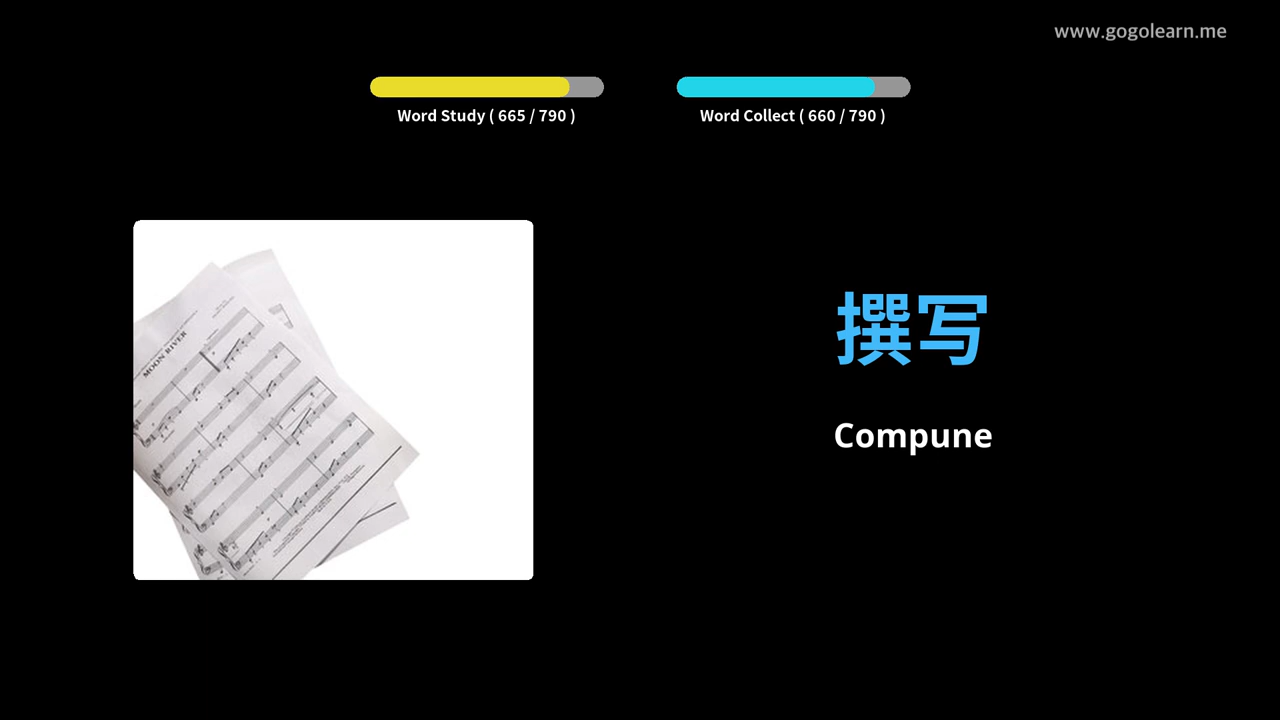 www.gogolearn.me
Word Study ( 665 / 790 )
Word Collect ( 660 / 790 )
MOON RIVER
撰写
Compune